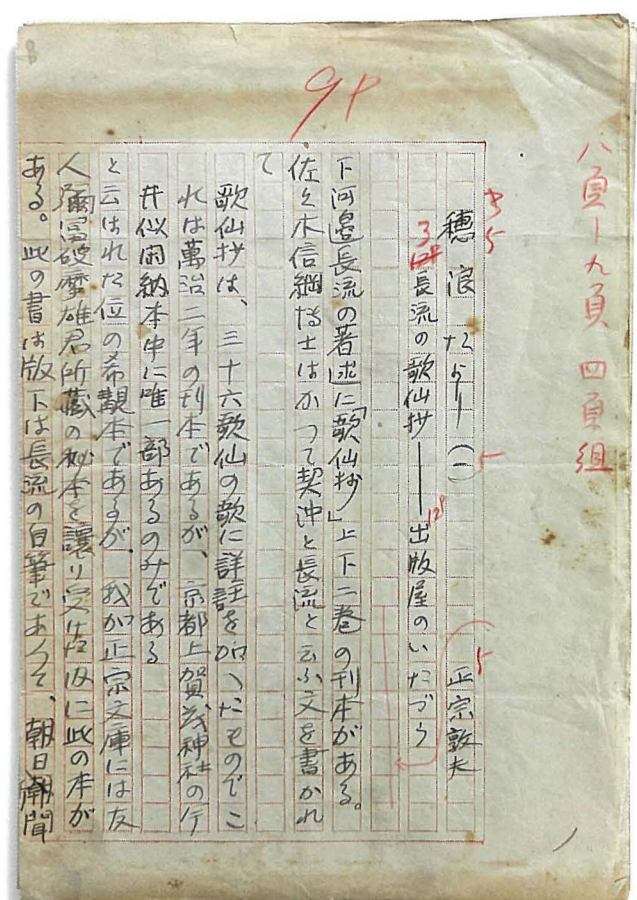 八頁—九頁 四頁組
9P
穂浪だより(一) 正宗敦夫
長流の歌仙抄——出版屋のいたづら
下河邉長流の著述に「歌仙抄」上下二巻の刊本がある。
佐々木信綱博士はかつて契沖と長流と云ふ文を書かれ
て
歌仙抄は、三十六歌仙の歌に詳註を加へたものでこ
れは萬治二年の刊本であるが、京都上賀茂神社の今
井似閑納本中に唯一部あるのみである
と云はれた位の希覯本であるが、我が正宗文庫には友
人彌冨破摩雄君所蔵の秘本を譲り受けた内に此の本が
ある。此の書は版下は長流の自筆であつて、朝日新聞